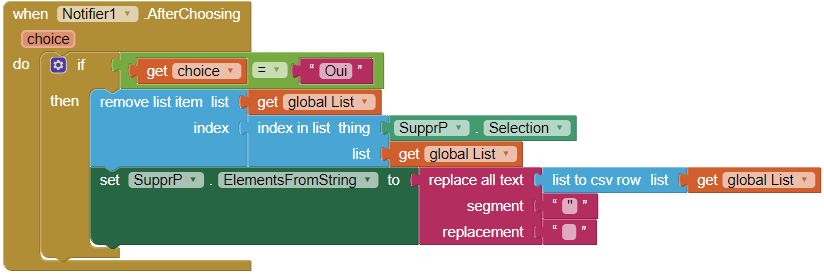 when Notifier1 .AfterChoosing
choice
do if get choice = " Oui "
then remove list item list get global List
index index in list thing SupprP . Selection
list get global List
set SupprP . ElementsFromString to replace all text list to csv row list get global List
segment " " "
replacement " "